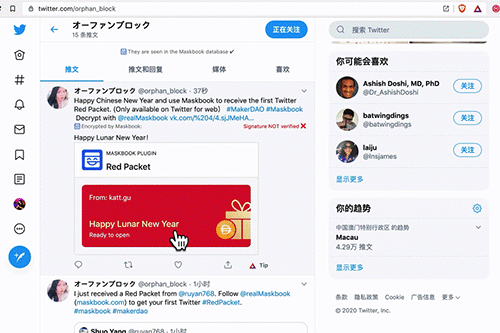 twitter.com/orphan_block
オーファンブロック
15 条推文
正在关注
搜索 Twitter
They are seen in the Maskbook database ✔
推文
推文和回复
媒体
喜欢
オーファンブロック @orphan_block · 37秒
Happy Chinese New Year and use Maskbook to receive the first Twitter
Red Packet. (Only available on Twitter for web) #MakerDAO #Maskbook
Decrypt with @realMaskbook vk.com/%204/4.sjJMeHA...
Encrypted by Maskbook:
Signature NOT verified ❌
Happy Lunar New Year!
MASKBOOK PLUGIN
Red Packet
From: katt.gu
Happy Lunar New Year
Ready to open
Tip
オーファンブロック @orphan_block · 1小时
I just received a Red Packet from @ruyan768. Follow @realMaskbook
(maskbook.com) to get your first Twitter #RedPacket.
#maskbook #makerdao
Shuo Yang @ruyan768 · 1小时
你可能会喜欢
Ashish Doshi, MD, PhD
@Dr_AshishDoshi
关注
batwingdings
@batwingdings
关注
laiju
@lnsjames
关注
显示更多
你的趋势
中国澳门特别行政区 的趋势
Macau
4.29万 推文
显示更多
条款 隐私政策 Cookie 广告信息 更多
© 2020 Twitter, Inc.